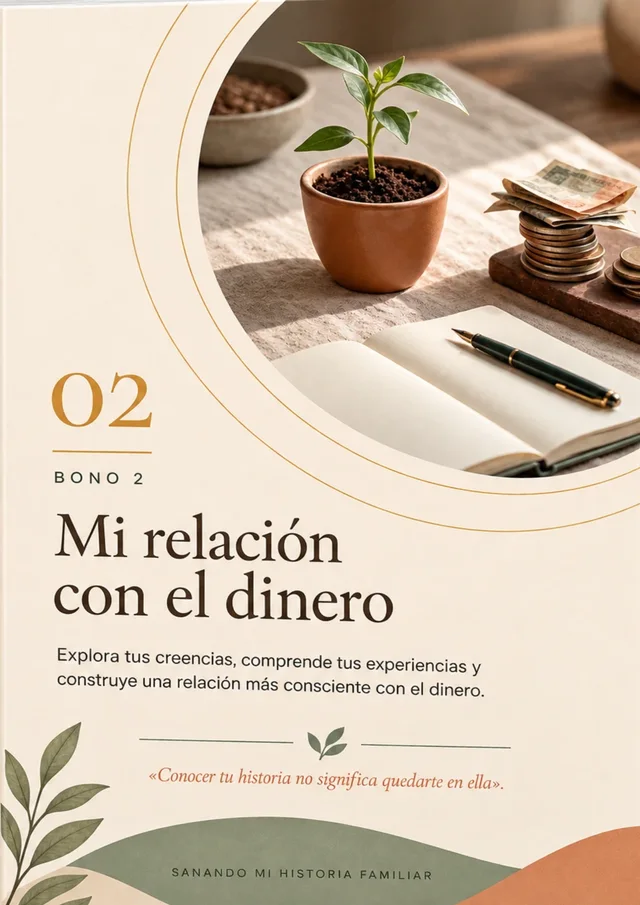 02
BONO 2
Mi relación
con el dinero
Explora tus creencias, comprende tus experiencias y
construye una relación más consciente con el dinero.
«Conocer tu historia no significa quedarte en ella».
SANANDO MI HISTORIA FAMILIAR